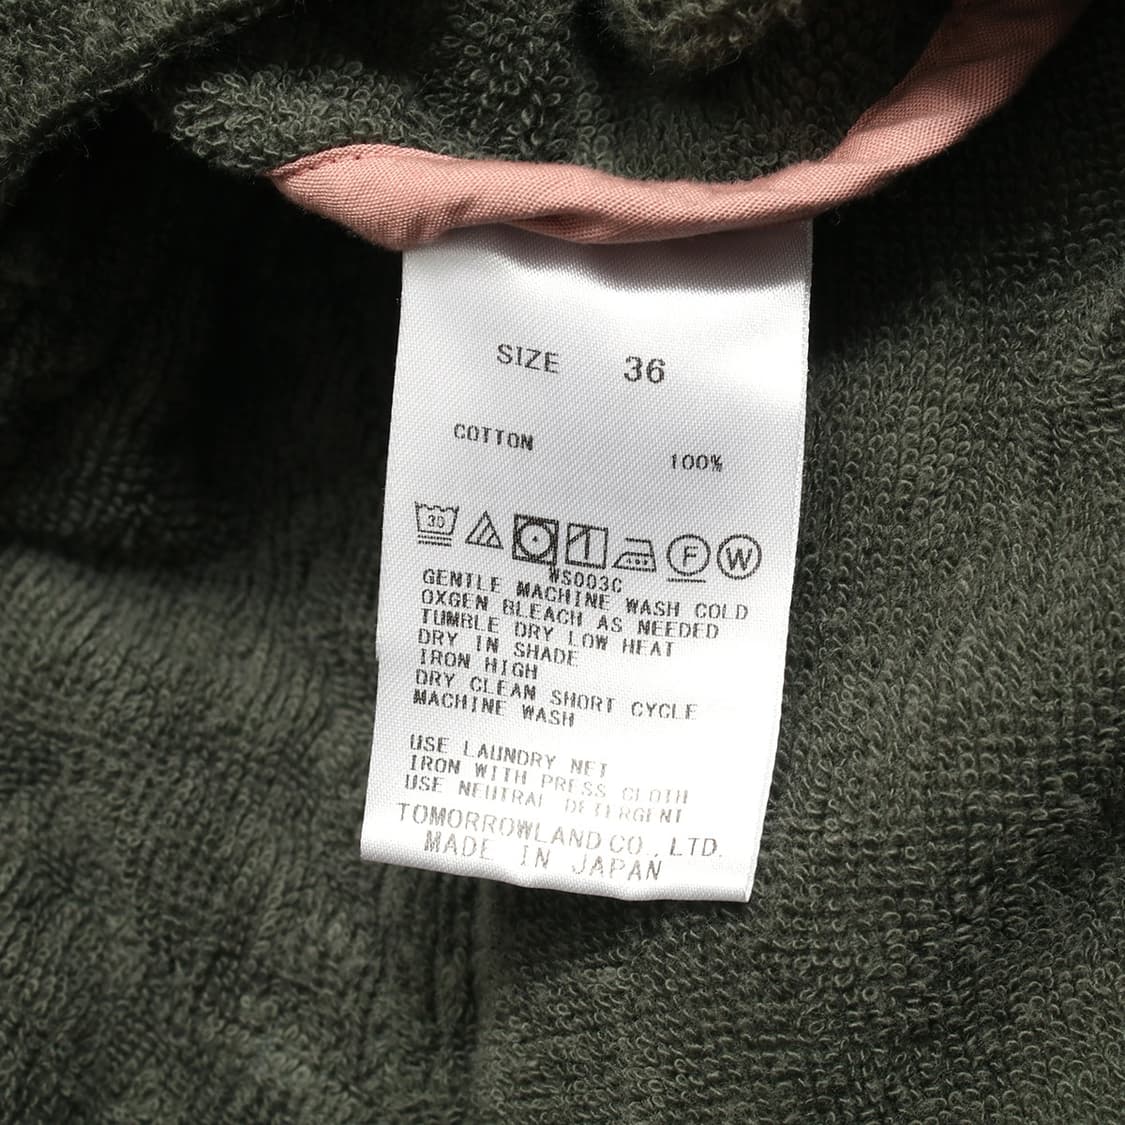 SIZE 36
COTTON
100%
30 F W
WS003C
GENTLE MACHINE WASH COLD
OXGEN BLEACH AS NEEDED
TUMBLE DRY LOW HEAT
DRY IN SHADE
IRON HIGH
DRY CLEAN SHORT CYCLE
MACHINE WASH
USE LAUNDRY NET
IRON WITH PRESS CLOTH
USE NEUTRAL DETERGENT
TOMORROWLAND CO., LTD.
MADE IN JAPAN